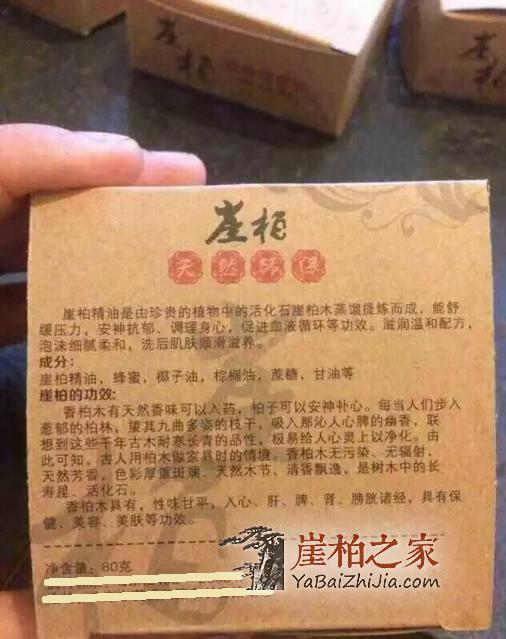 崖柏
崖柏
天然环保
崖柏精油是由珍贵的植物中的活化石崖柏木蒸馏提炼而成，能舒
缓压力，安神抗郁、调理身心，促进血液循环等功效。滋润温和配方，
泡沫细腻柔和，洗后肌肤顺滑滋养。
成分：
崖柏精油，蜂蜜，椰子油，棕榈油，蔗糖，甘油等
崖柏的功效：
香柏木有天然香味可以入药，柏子可以安神补心。每当人们步入
葱郁的柏林，望其九曲多姿的枝干，吸入那沁人心脾的幽香，联
想到这些千年古木耐寒长青的品性，极易给人心灵上以净化。由
此可知，古人用柏木做家具时的情境。香柏木无污染、无辐射，
天然芳香，色彩厚重斑斓、天然木节、清香飘逸，是树木中的长
寿星、活化石。
香柏木具有，性味甘平，入心、肝、脾、肾、膀胱诸经，具有保
健、美容、美肤等功效。
净含量：80克
崖柏之家
YaBaiZhiJia.com